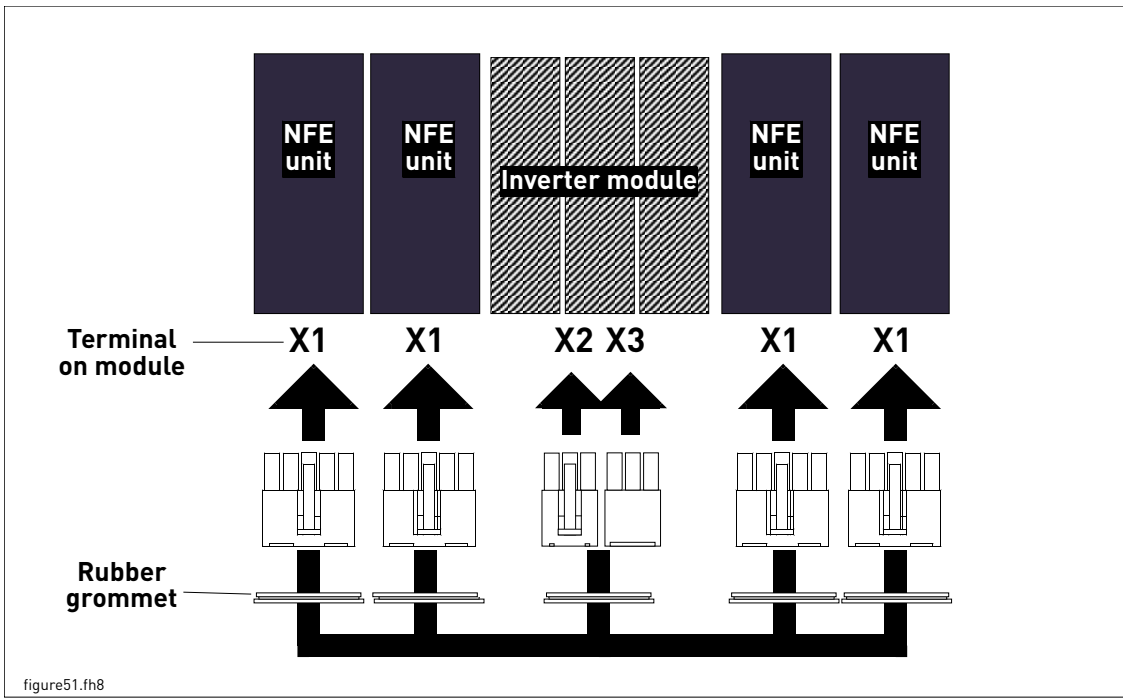 NFE
unit
NFE
unit
Inverter module
NFE
unit
NFE
unit
Terminal
on module
X1
X1
X2 X3
X1
X1
Rubber
grommet
figure51.fh8